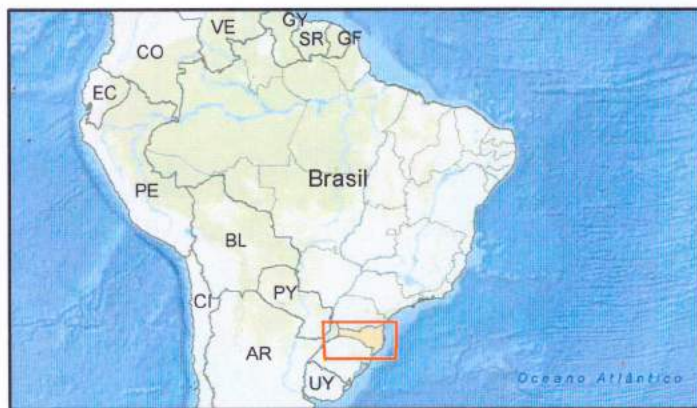 GY
VE
SR
GF
CO
EC
Brasil
PE
BL
CI
PY
AR
UY
Oceano Atlântico